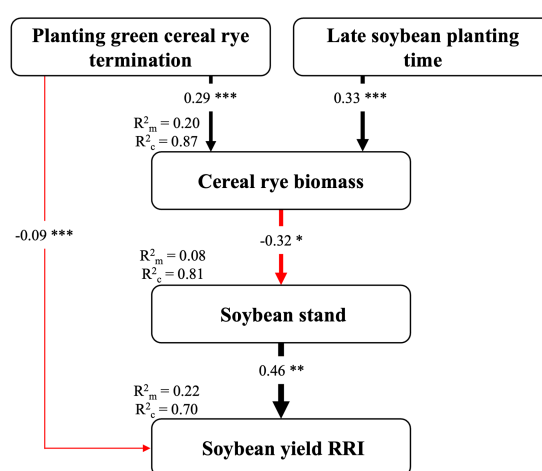 Planting green cereal rye
termination
Late soybean planting
time
0.29 ***
0.33 ***
R²m = 0.20
R²c = 0.87
Cereal rye biomass
-0.09 ***
-0.32 *
R²m = 0.08
R²c = 0.81
Soybean stand
0.46 **
R²m = 0.22
R²c = 0.70
Soybean yield RRI